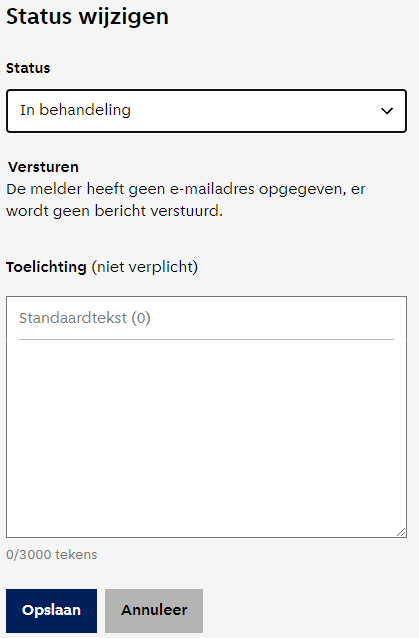 Status wijzigen
Status
In behandeling
Versturen
De melder heeft geen e-mailadres opgegeven, er
wordt geen bericht verstuurd.
Toelichting (niet verplicht)
Standaardtekst (0)
0/3000 tekens
Opslaan Annuleer